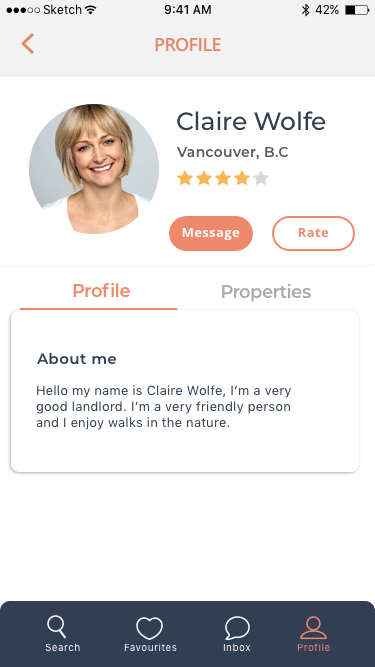 Sketch 9:41 AM 42%
PROFILE
Claire Wolfe
Vancouver, B.C
Message Rate
Profile Properties
About me
Hello my name is Claire Wolfe, I’m a very
good landlord. I’m a very friendly person
and I enjoy walks in the nature.
Search Favourites Inbox Profile